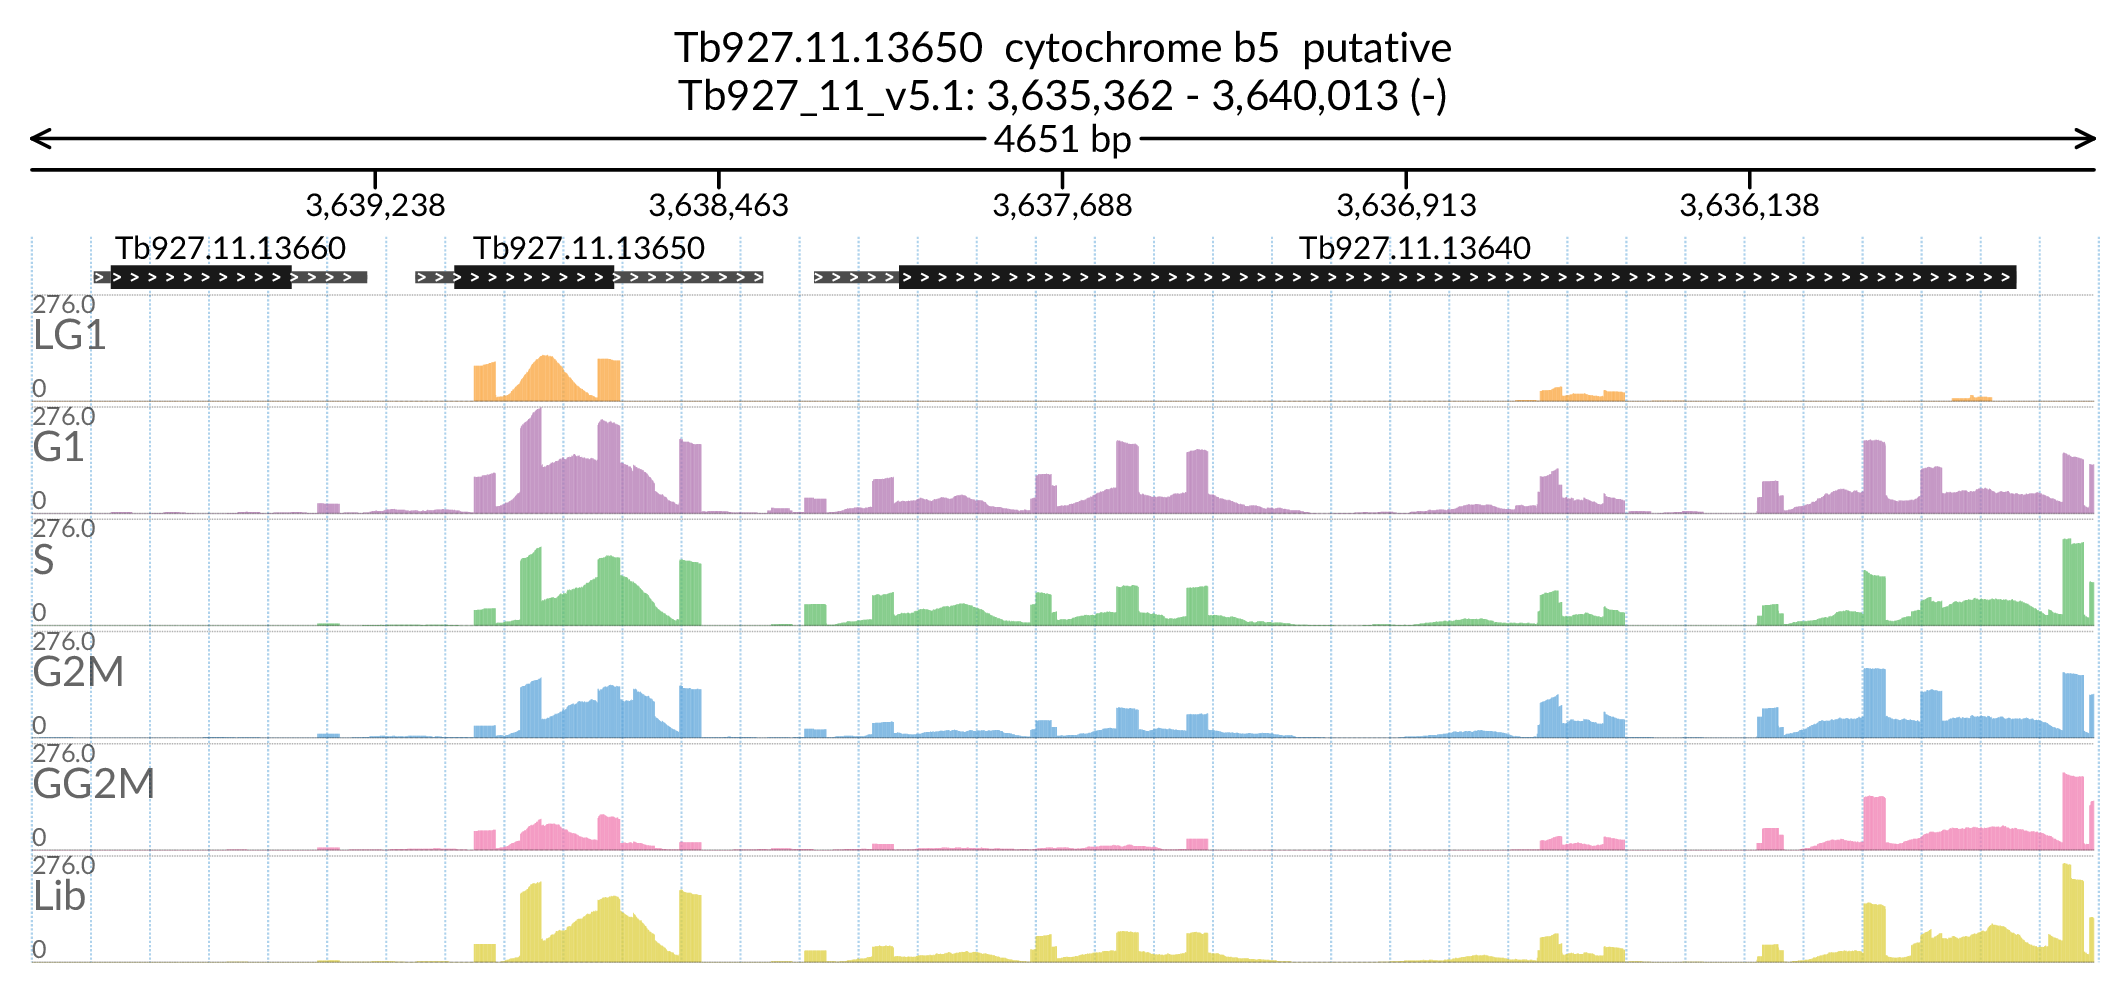 Tb927.11.13650  cytochrome b5  putative
Tb927_11_v5.1: 3,635,362 - 3,640,013 (-)
4651 bp
3,639,238 3,638,463 3,637,688 3,636,913 3,636,138
Tb927.11.13660 Tb927.11.13650 Tb927.11.13640
276.0
LG1
0
276.0
G1
0
276.0
S
0
276.0
G2M
0
276.0
GG2M
0
276.0
Lib
0